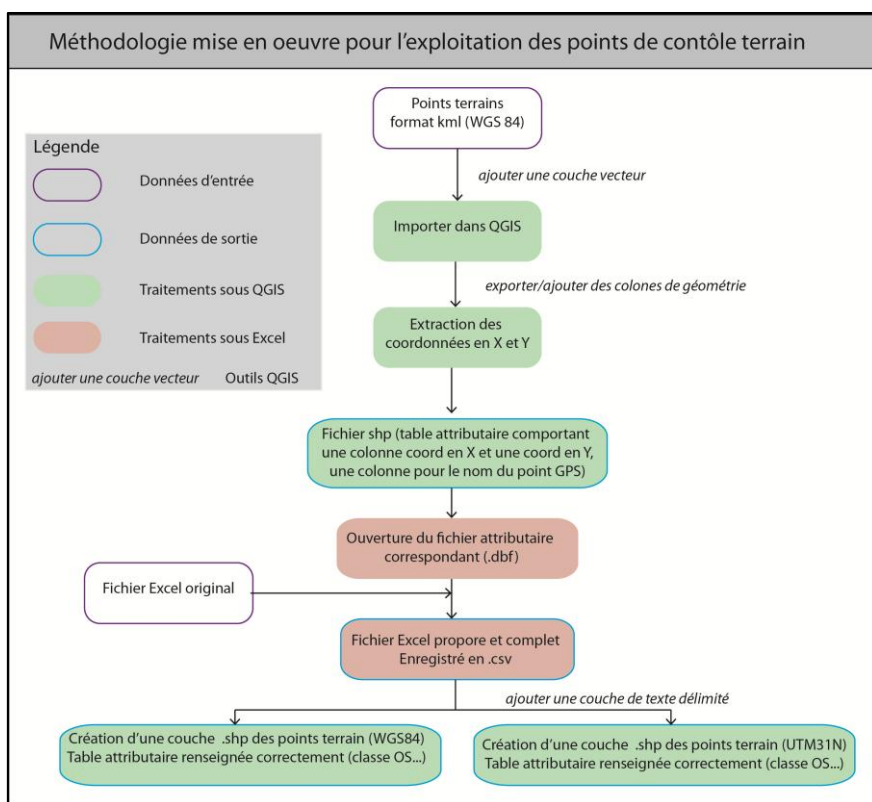 Méthodologie mise en oeuvre pour l'exploitation des points de contôle terrain
Points terrains
format kml (WGS 84)
Légende
Données d'entrée
Données de sortie
Traitements sous QGIS
Traitements sous Excel
ajouter une couche vecteur
Outils QGIS
ajouter une couche vecteur
Importer dans QGIS
exporter/ajouter des colones de géométrie
Extraction des
coordonnées en X et Y
Fichier shp (table attributaire comportant
une colonne coord en X et une coord en Y,
une colonne pour le nom du point GPS)
Ouverture du fichier attributaire
correspondant (.dbf)
Fichier Excel original
Fichier Excel propore et complet
Enregistré en .csv
ajouter une couche de texte délimité
Création d'une couche .shp des points terrain (WGS84)
Table attributaire renseignée correctement (classe OS...)
Création d'une couche .shp des points terrain (UTM31N)
Table attributaire renseignée correctement (classe OS...)